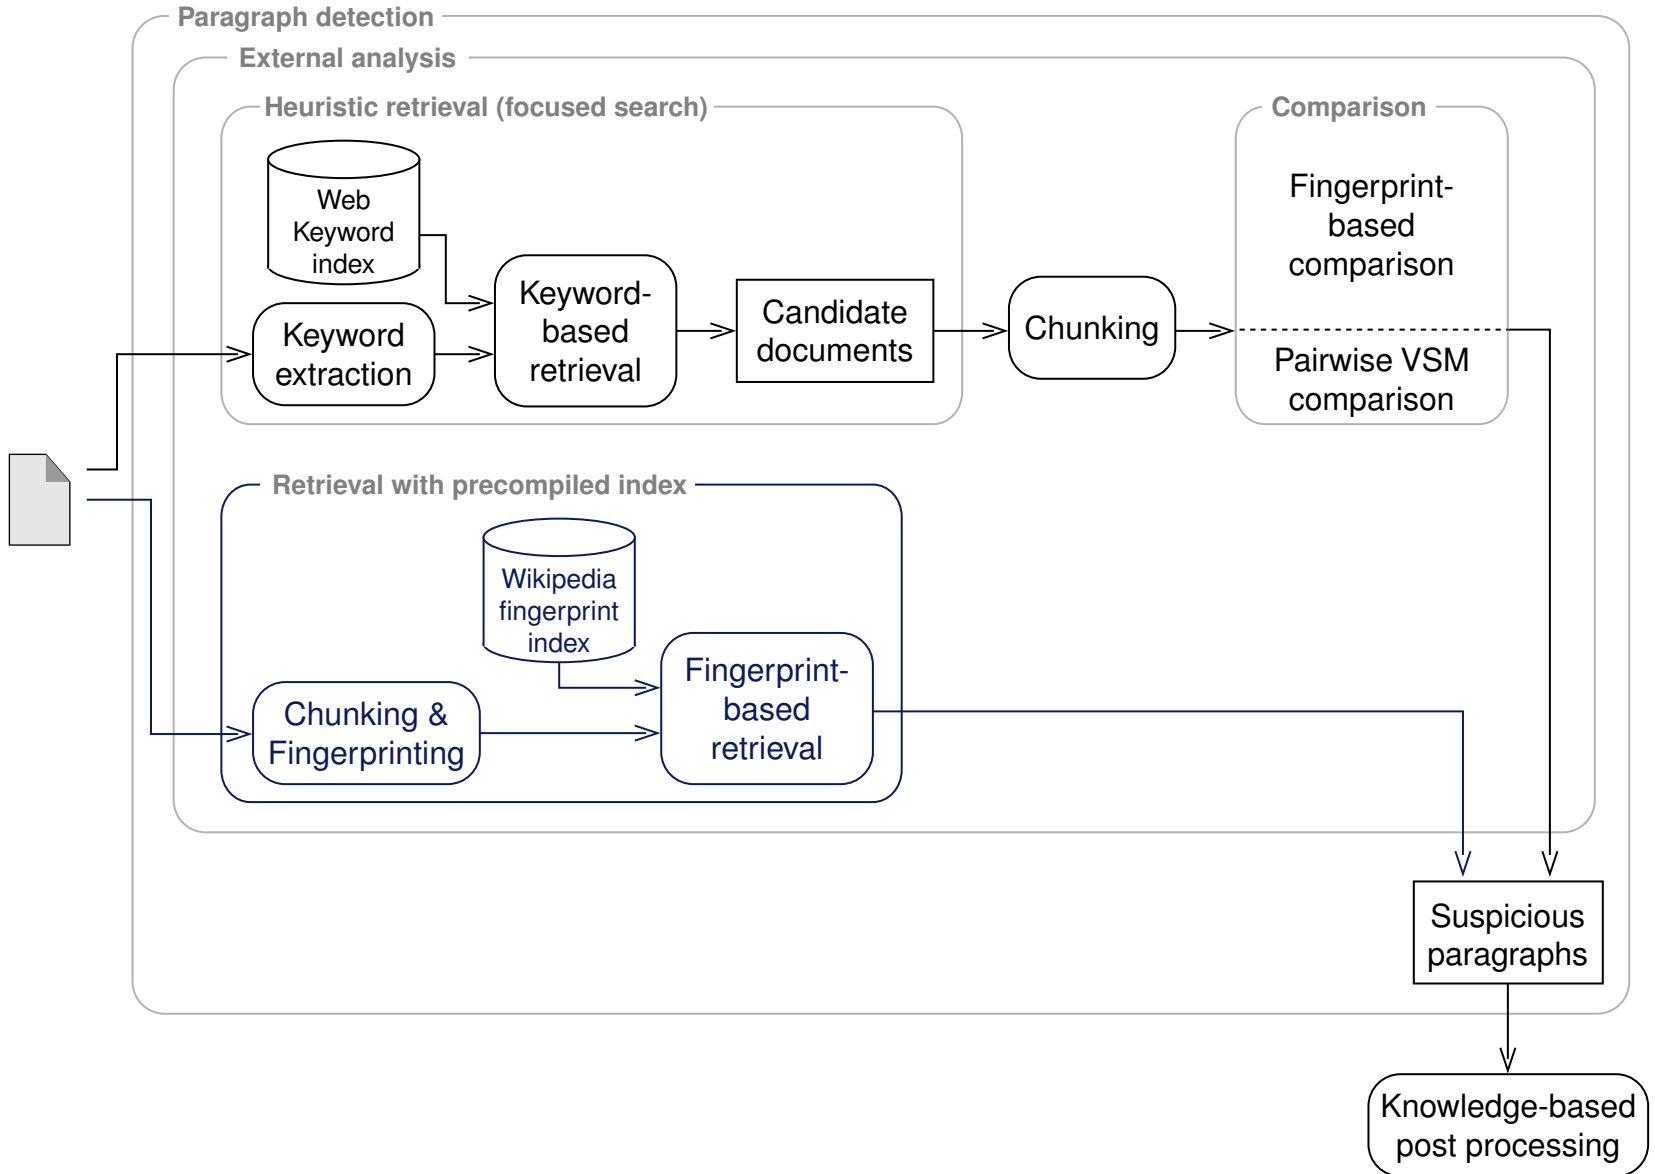 Paragraph detection
External analysis
Heuristic retrieval (focused search)
Comparison
Web
Keyword
index
Keyword
extraction
Keyword-
based
retrieval
Candidate
documents
Chunking
Fingerprint-
based
comparison
Pairwise VSM
comparison
Retrieval with precompiled index
Wikipedia
fingerprint
index
Chunking &
Fingerprinting
Fingerprint-
based
retrieval
Suspicious
paragraphs
Knowledge-based
post processing